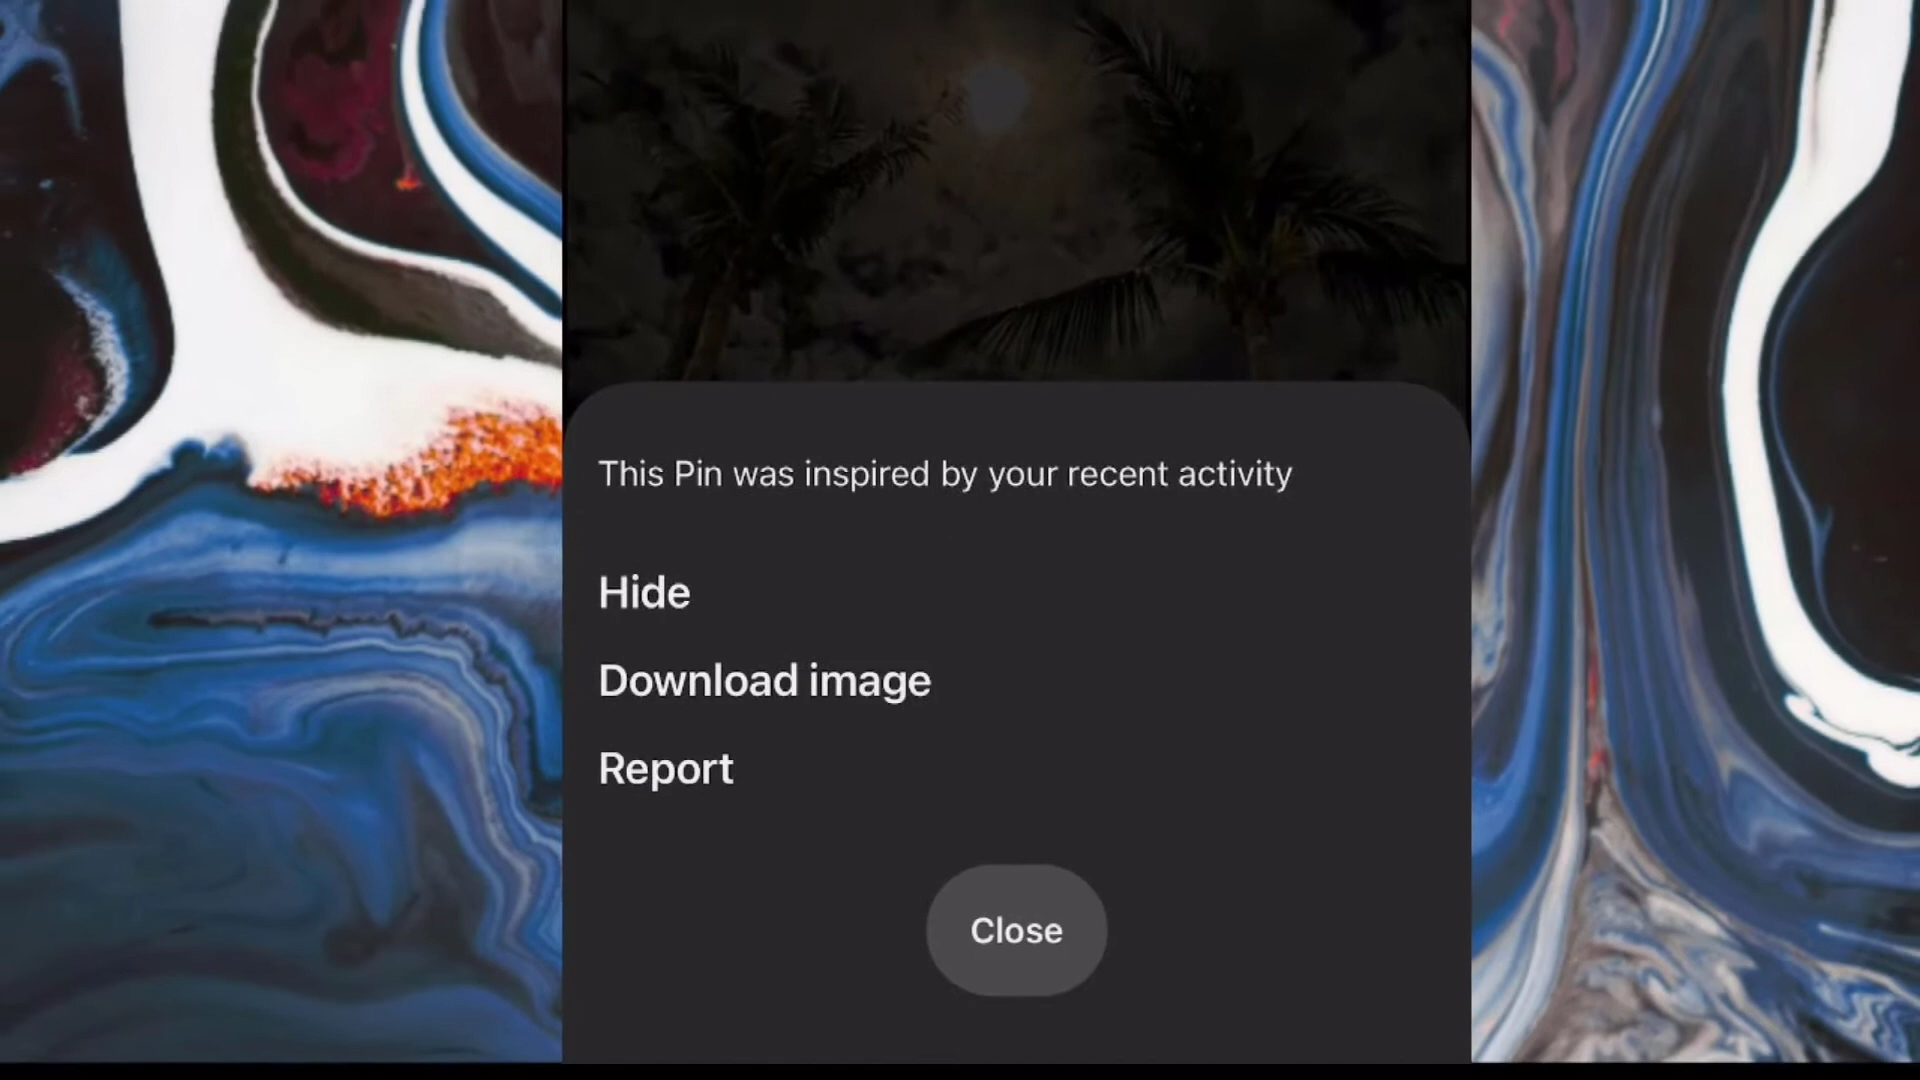 This Pin was inspired by your recent activity
Hide
Download image
Report
Close